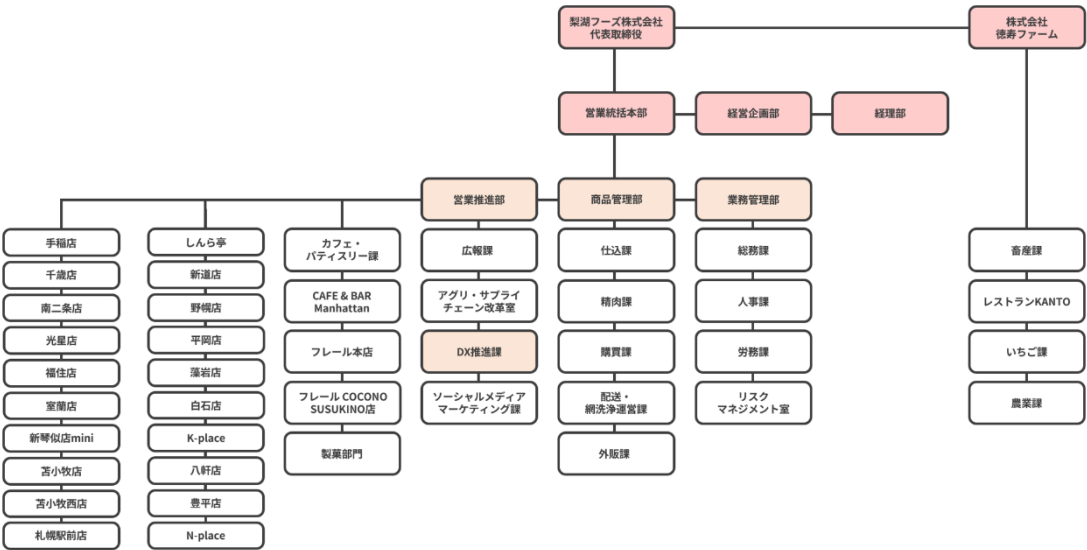 梨湖フーズ株式会社
代表取締役
株式会社
徳寿ファーム
営業統括本部
経営企画部
経理部
営業推進部
商品管理部
業務管理部
手稲店
千歳店
南二条店
光星店
福住店
室蘭店
新琴似店mini
苫小牧店
苫小牧西店
札幌駅前店
しんら亭
新道店
野幌店
平岡店
藻岩店
白石店
K-place
八軒店
豊平店
N-place
カフェ・
パティスリー課
CAFE & BAR
Manhattan
フレール本店
フレール COCONO
SUSUKINO店
製菓部門
広報課
アグリ・サプライ
チェーン改革室
DX推進課
ソーシャルメディア
マーケティング課
仕込課
精肉課
購買課
配送・
網洗浄運営課
外販課
総務課
人事課
労務課
リスク
マネジメント室
畜産課
レストランKANTO
いちご課
農業課